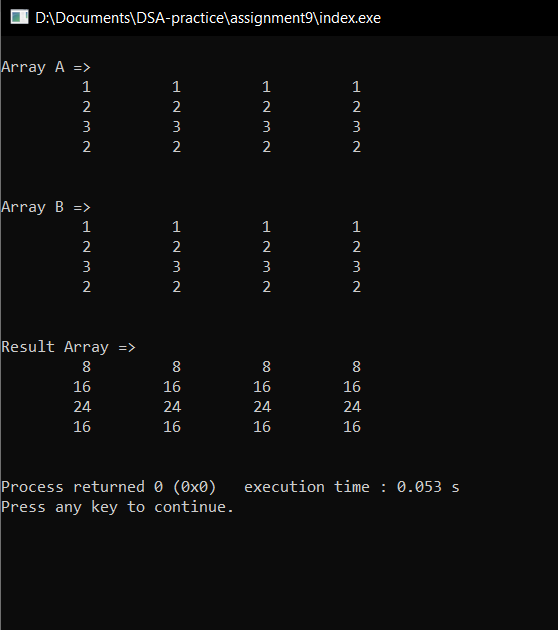 D:\Documents\DSA-practice\assignment9\index.exe
Array A =>
1 1 1 1
2 2 2 2
3 3 3 3
2 2 2 2
Array B =>
1 1 1 1
2 2 2 2
3 3 3 3
2 2 2 2
Result Array =>
8 8 8 8
16 16 16 16
24 24 24 24
16 16 16 16
Process returned 0 (0x0)   execution time : 0.053 s
Press any key to continue.